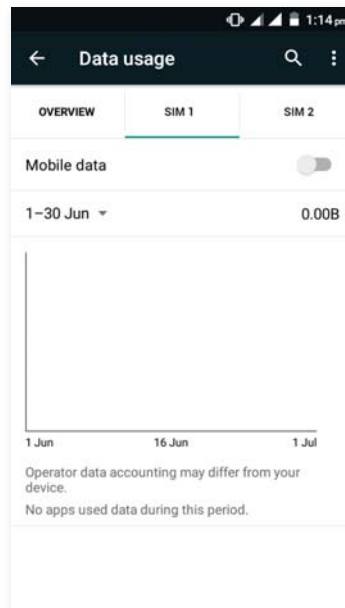 1:14 pm
Data usage
OVERVIEW SIM 1 SIM 2
Mobile data
1–30 Jun 0.00B
1 Jun 16 Jun 1 Jul
Operator data accounting may differ from your
device.
No apps used data during this period.